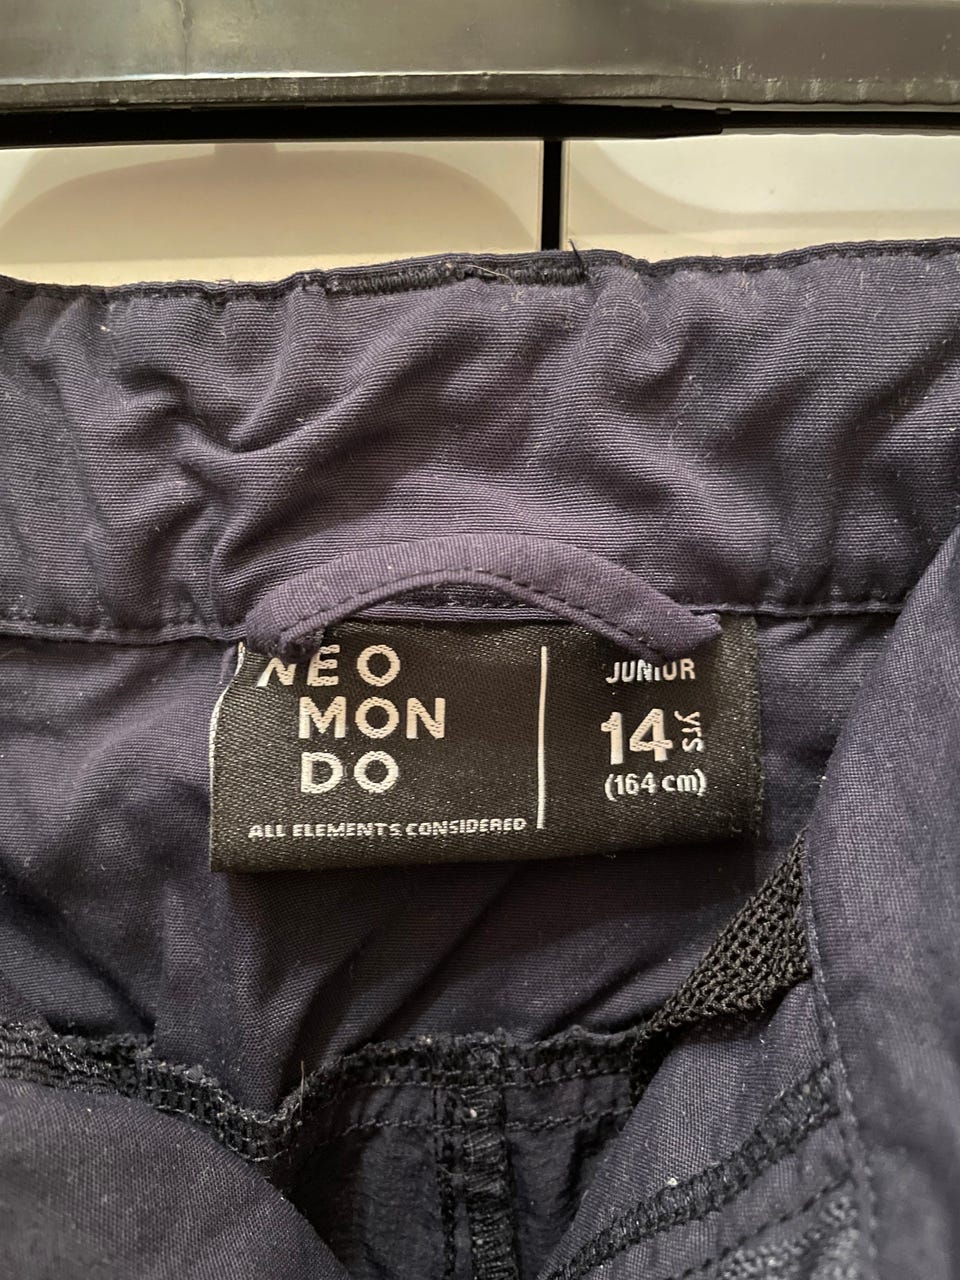 NEO
MON
DO
ALL ELEMENTS CONSIDERED
JUNIOR
14 yrs
(164 cm)